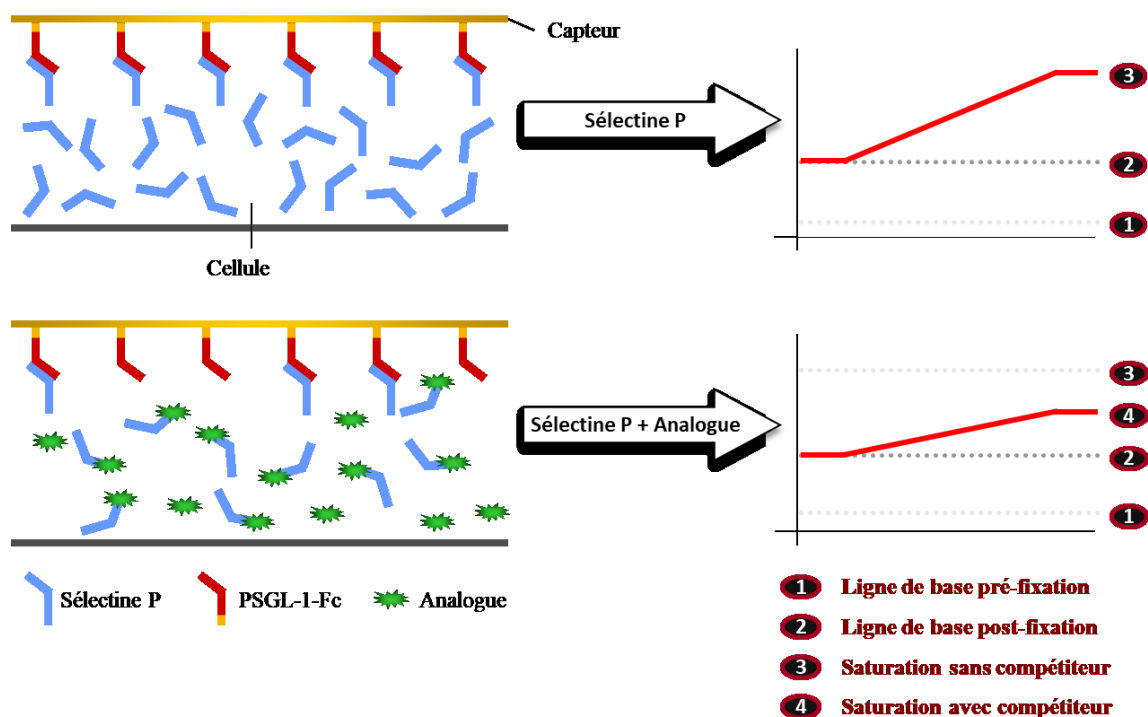 Capteur
Sélectine P
3
2
1
Cellule
Sélectine P + Analogue
3
4
2
1
Sélectine P
PSGL-1-Fc
Analogue
1 Ligne de base pré-fixation
2 Ligne de base post-fixation
3 Saturation sans compétiteur
4 Saturation avec compétiteur